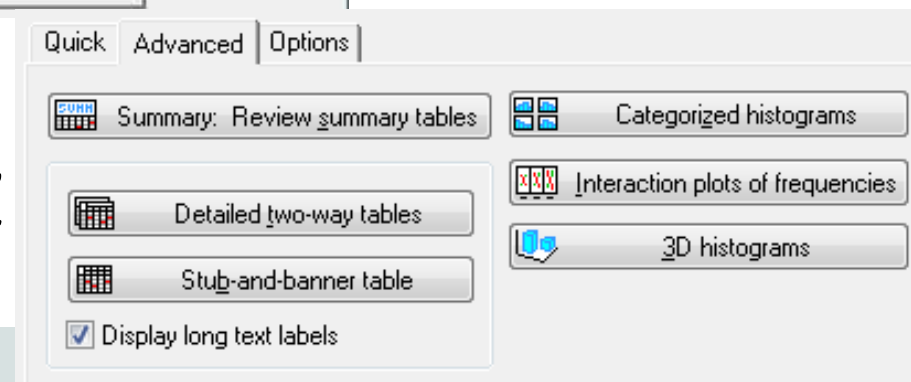 Quick Advanced Options
SUMM Summary: Review summary tables
Categorized histograms
Interaction plots of frequencies
3D histograms
Detailed two-way tables
Stub-and-banner table
Display long text labels